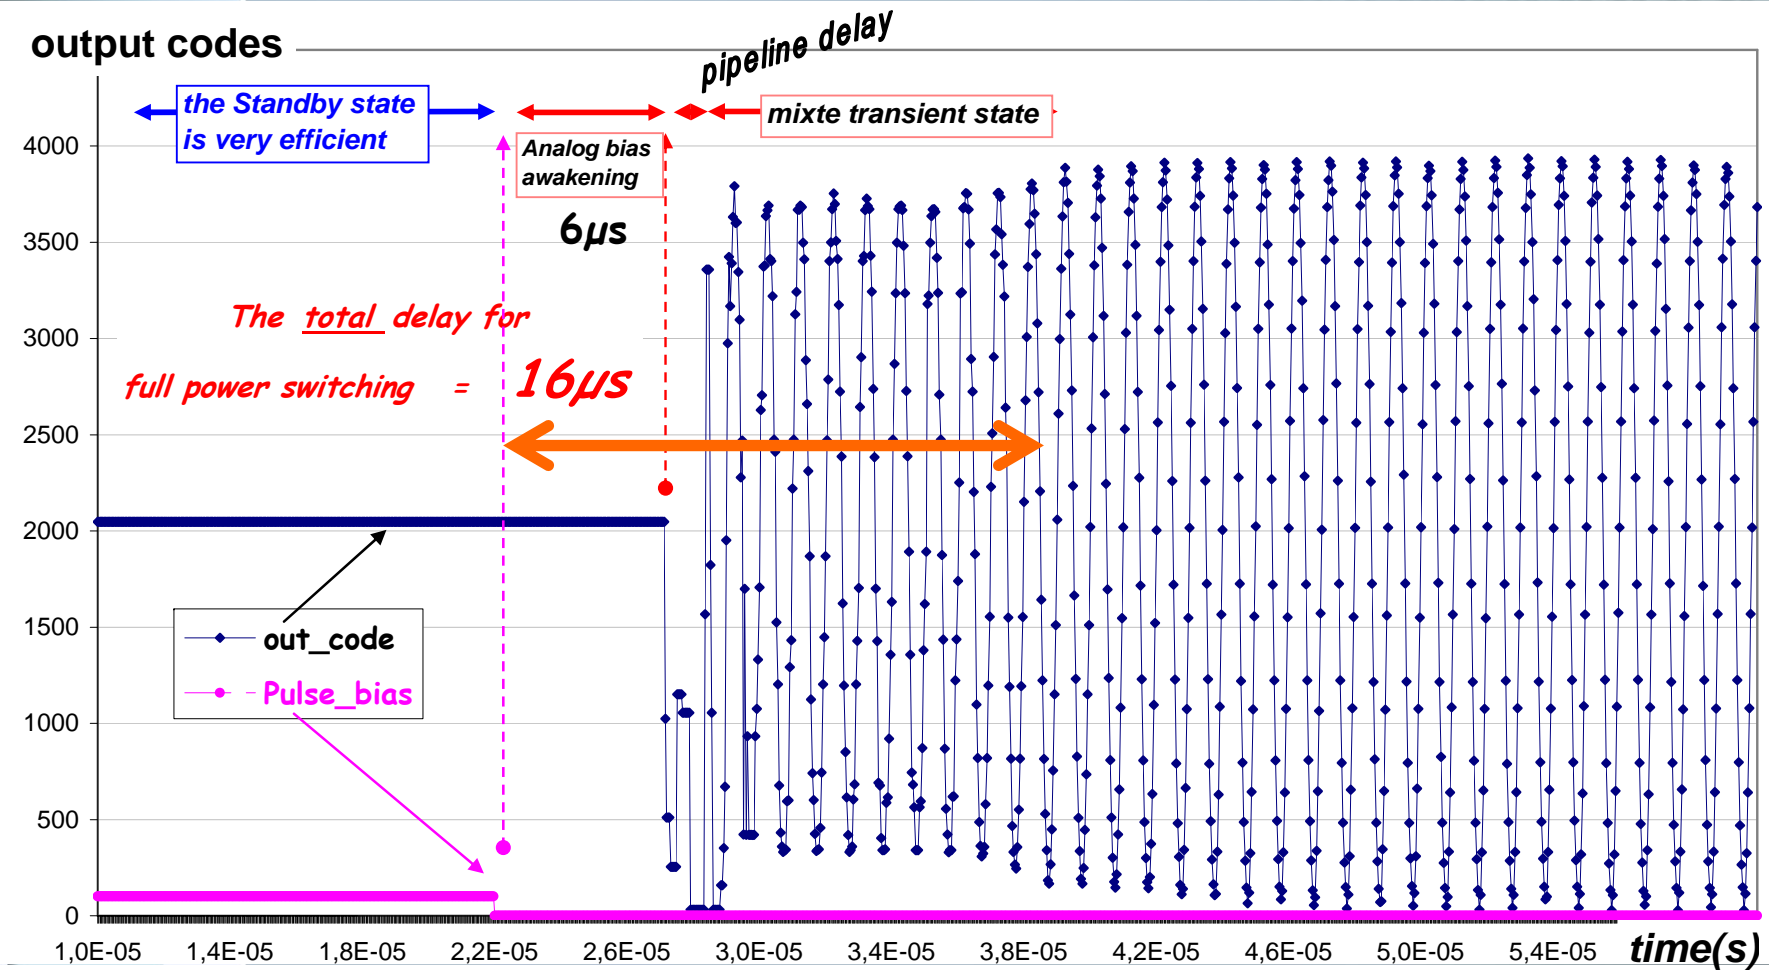 output codes
pipeline delay
the Standby state
is very efficient
mixte transient state
Analog bias
awakening
6µs
The total delay for
full power switching = 16µs
4000
3500
3000
2500
2000
1500
1000
500
0
out_code
Pulse_bias
1,0E-05 1,4E-05 1,8E-05 2,2E-05 2,6E-05 3,0E-05 3,4E-05 3,8E-05 4,2E-05 4,6E-05 5,0E-05 5,4E-05
time(s)